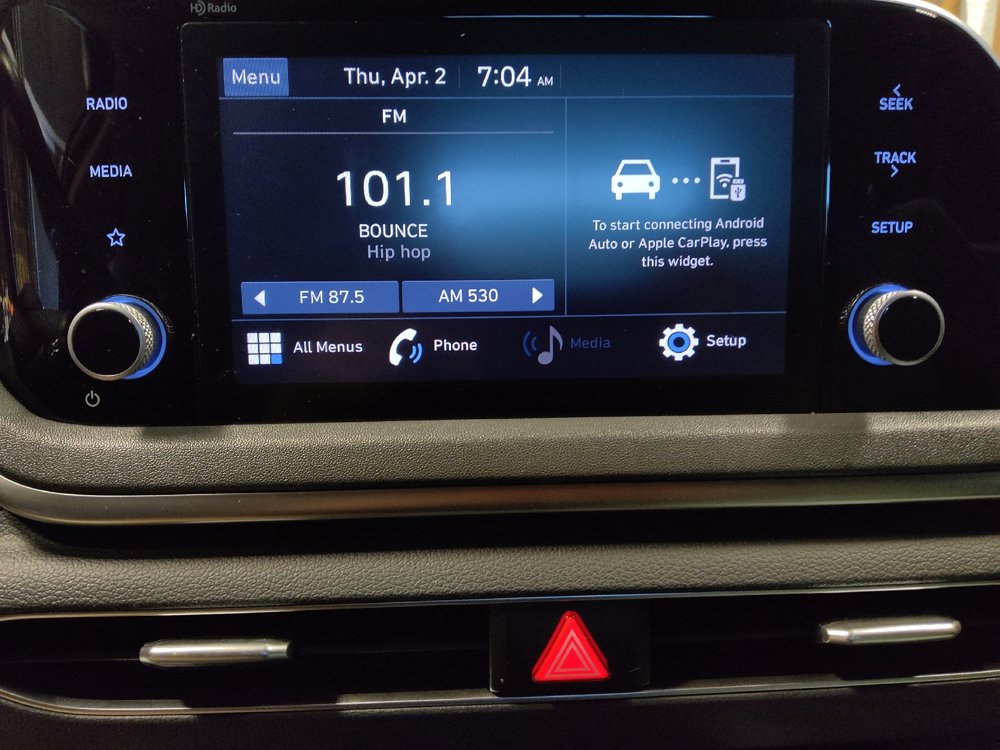 HD Radio
RADIO
MEDIA
Menu
Thu, Apr. 2
7:04 AM
FM
101.1
BOUNCE
Hip hop
FM 87.5
AM 530
To start connecting Android
Auto or Apple CarPlay, press
this widget.
All Menus
Phone
Media
Setup
SEEK
TRACK
SETUP